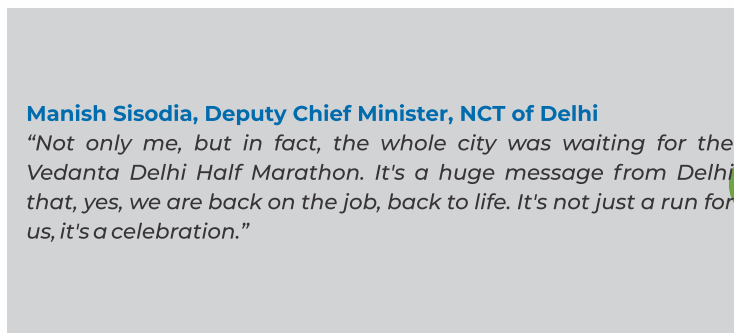 Manish Sisodia, Deputy Chief Minister, NCT of Delhi
“Not only me, but in fact, the whole city was waiting for the
Vedanta Delhi Half Marathon. It's a huge message from Delhi
that, yes, we are back on the job, back to life. It's not just a run for
us, it's a celebration.”